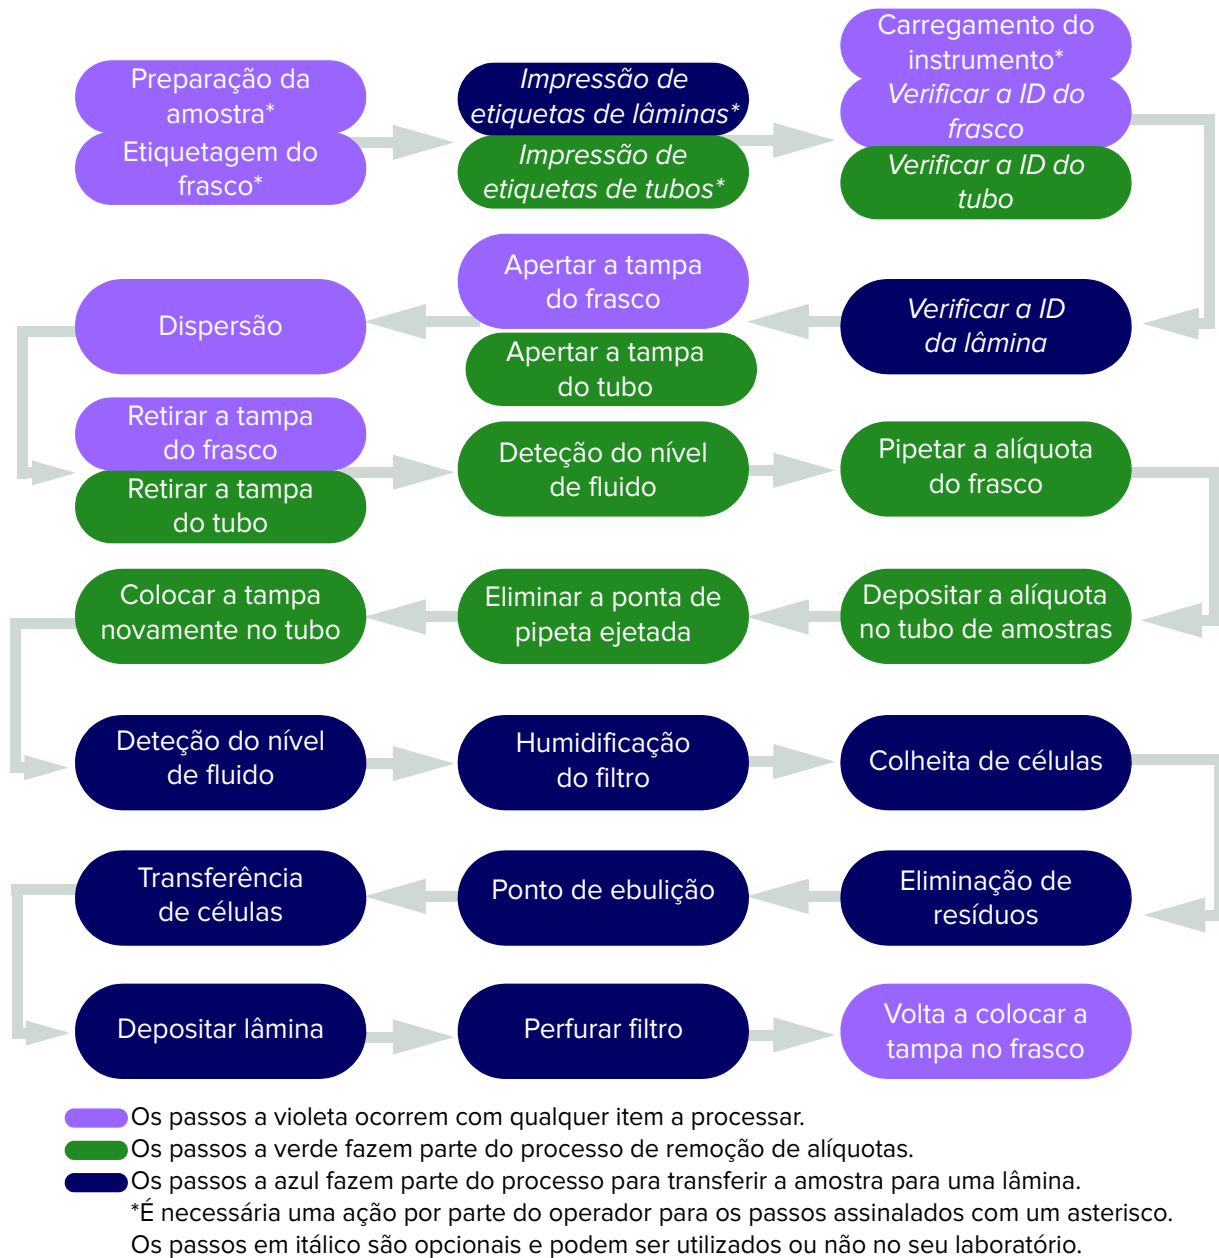 Preparação da
amostra*
Etiquetagem do
frasco*
Impressão de
etiquetas de lâminas*
Impressão de
etiquetas de tubos*
Carregamento do
instrumento*
Verificar a ID do
frasco
Verificar a ID do
tubo
Verificar a ID
da lâmina
Apertar a tampa
do frasco
Apertar a tampa
do tubo
Dispersão
Retirar a tampa
do frasco
Retirar a tampa
do tubo
Deteção do nível
de fluido
Pipetar a alíquota
do frasco
Depositar a alíquota
no tubo de amostras
Eliminar a ponta de
pipeta ejetada
Colocar a tampa
novamente no tubo
Deteção do nível
de fluido
Humidificação
do filtro
Colheita de células
Eliminação de
resíduos
Ponto de ebulição
Transferência
de células
Depositar lâmina
Perfurar filtro
Volta a colocar a
tampa no frasco
Os passos a violeta ocorrem com qualquer item a processar.
Os passos a verde fazem parte do processo de remoção de alíquotas.
Os passos a azul fazem parte do processo para transferir a amostra para uma lâmina.
*É necessária uma ação por parte do operador para os passos assinalados com um asterisco.
Os passos em itálico são opcionais e podem ser utilizados ou não no seu laboratório.